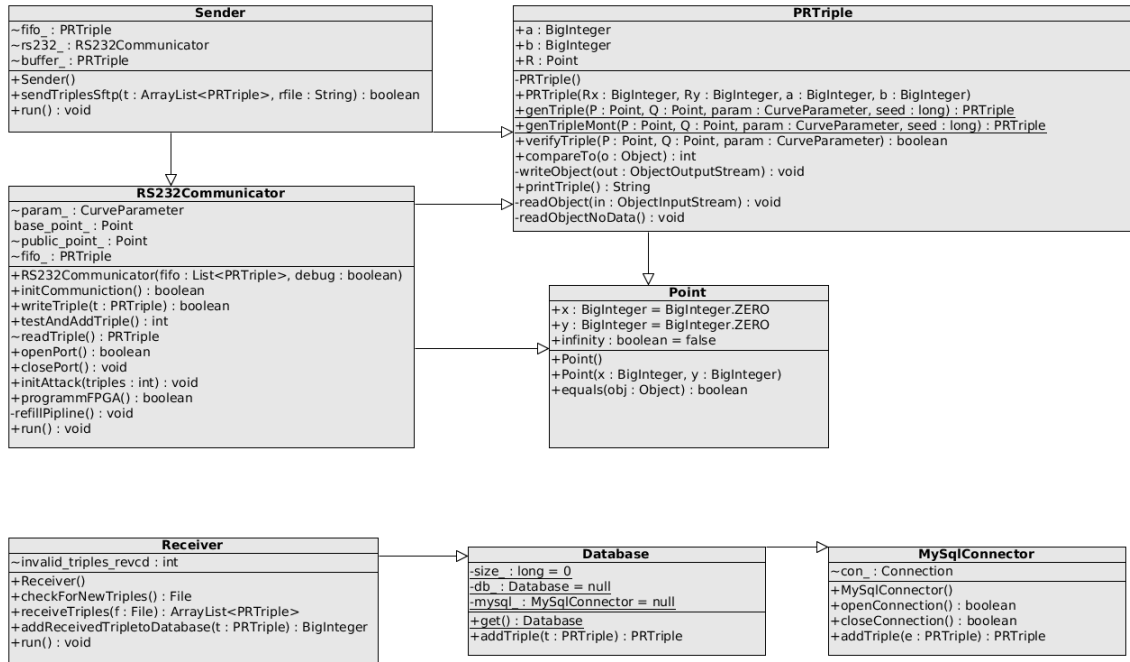 Sender
~fifo_ : PRTriple
~rs232_ : RS232Communicator
~buffer_ : PRTriple
+Sender()
+sendTriplesSftp(t : ArrayList<PRTriple>, rfile : String) : boolean
+run() : void
PRTriple
+a : BigInteger
+b : BigInteger
+R : Point
-PRTriple()
+PRTriple(Rx : BigInteger, Ry : BigInteger, a : BigInteger, b : BigInteger)
+genTriple(P : Point, Q : Point, param : CurveParameter, seed : long) : PRTriple
+genTripleMont(P : Point, Q : Point, param : CurveParameter, seed : long) : PRTriple
+verifyTriple(P : Point, Q : Point, param : CurveParameter) : boolean
+compareTo(o : Object) : int
-writeObject(out : ObjectOutputStream) : void
+printTriple() : String
-readObject(in : ObjectInputStream) : void
-readObjectNoData() : void
RS232Communicator
~param_ : CurveParameter
base_point_ : Point
~public_point_ : Point
~fifo_ : PRTriple
+RS232Communicator(fifo : List<PRTriple>, debug : boolean)
+initCommuniction() : boolean
+writeTriple(t : PRTriple) : boolean
+testAndAddTriple() : int
~readTriple() : PRTriple
+openPort() : boolean
+closePort() : void
+initAttack(triples : int) : void
+programmFPGA() : boolean
-refillPipline() : void
+run() : void
Point
+x : BigInteger = BigInteger.ZERO
+y : BigInteger = BigInteger.ZERO
+infinity : boolean = false
+Point()
+Point(x : BigInteger, y : BigInteger)
+equals(obj : Object) : boolean
Receiver
~invalid_triples_revcd : int
+Receiver()
+checkForNewTriples() : File
+receiveTriples(f : File) : ArrayList<PRTriple>
+addReceivedTripletoDatabase(t : PRTriple) : BigInteger
+run() : void
Database
-size_ : long = 0
-db_ : Database = null
-mysql_ : MySqlConnector = null
+get() : Database
+addTriple(t : PRTriple) : PRTriple
MySqlConnector
~con_ : Connection
+MySqlConnector()
+openConnection() : boolean
+closeConnection() : boolean
+addTriple(e : PRTriple) : PRTriple